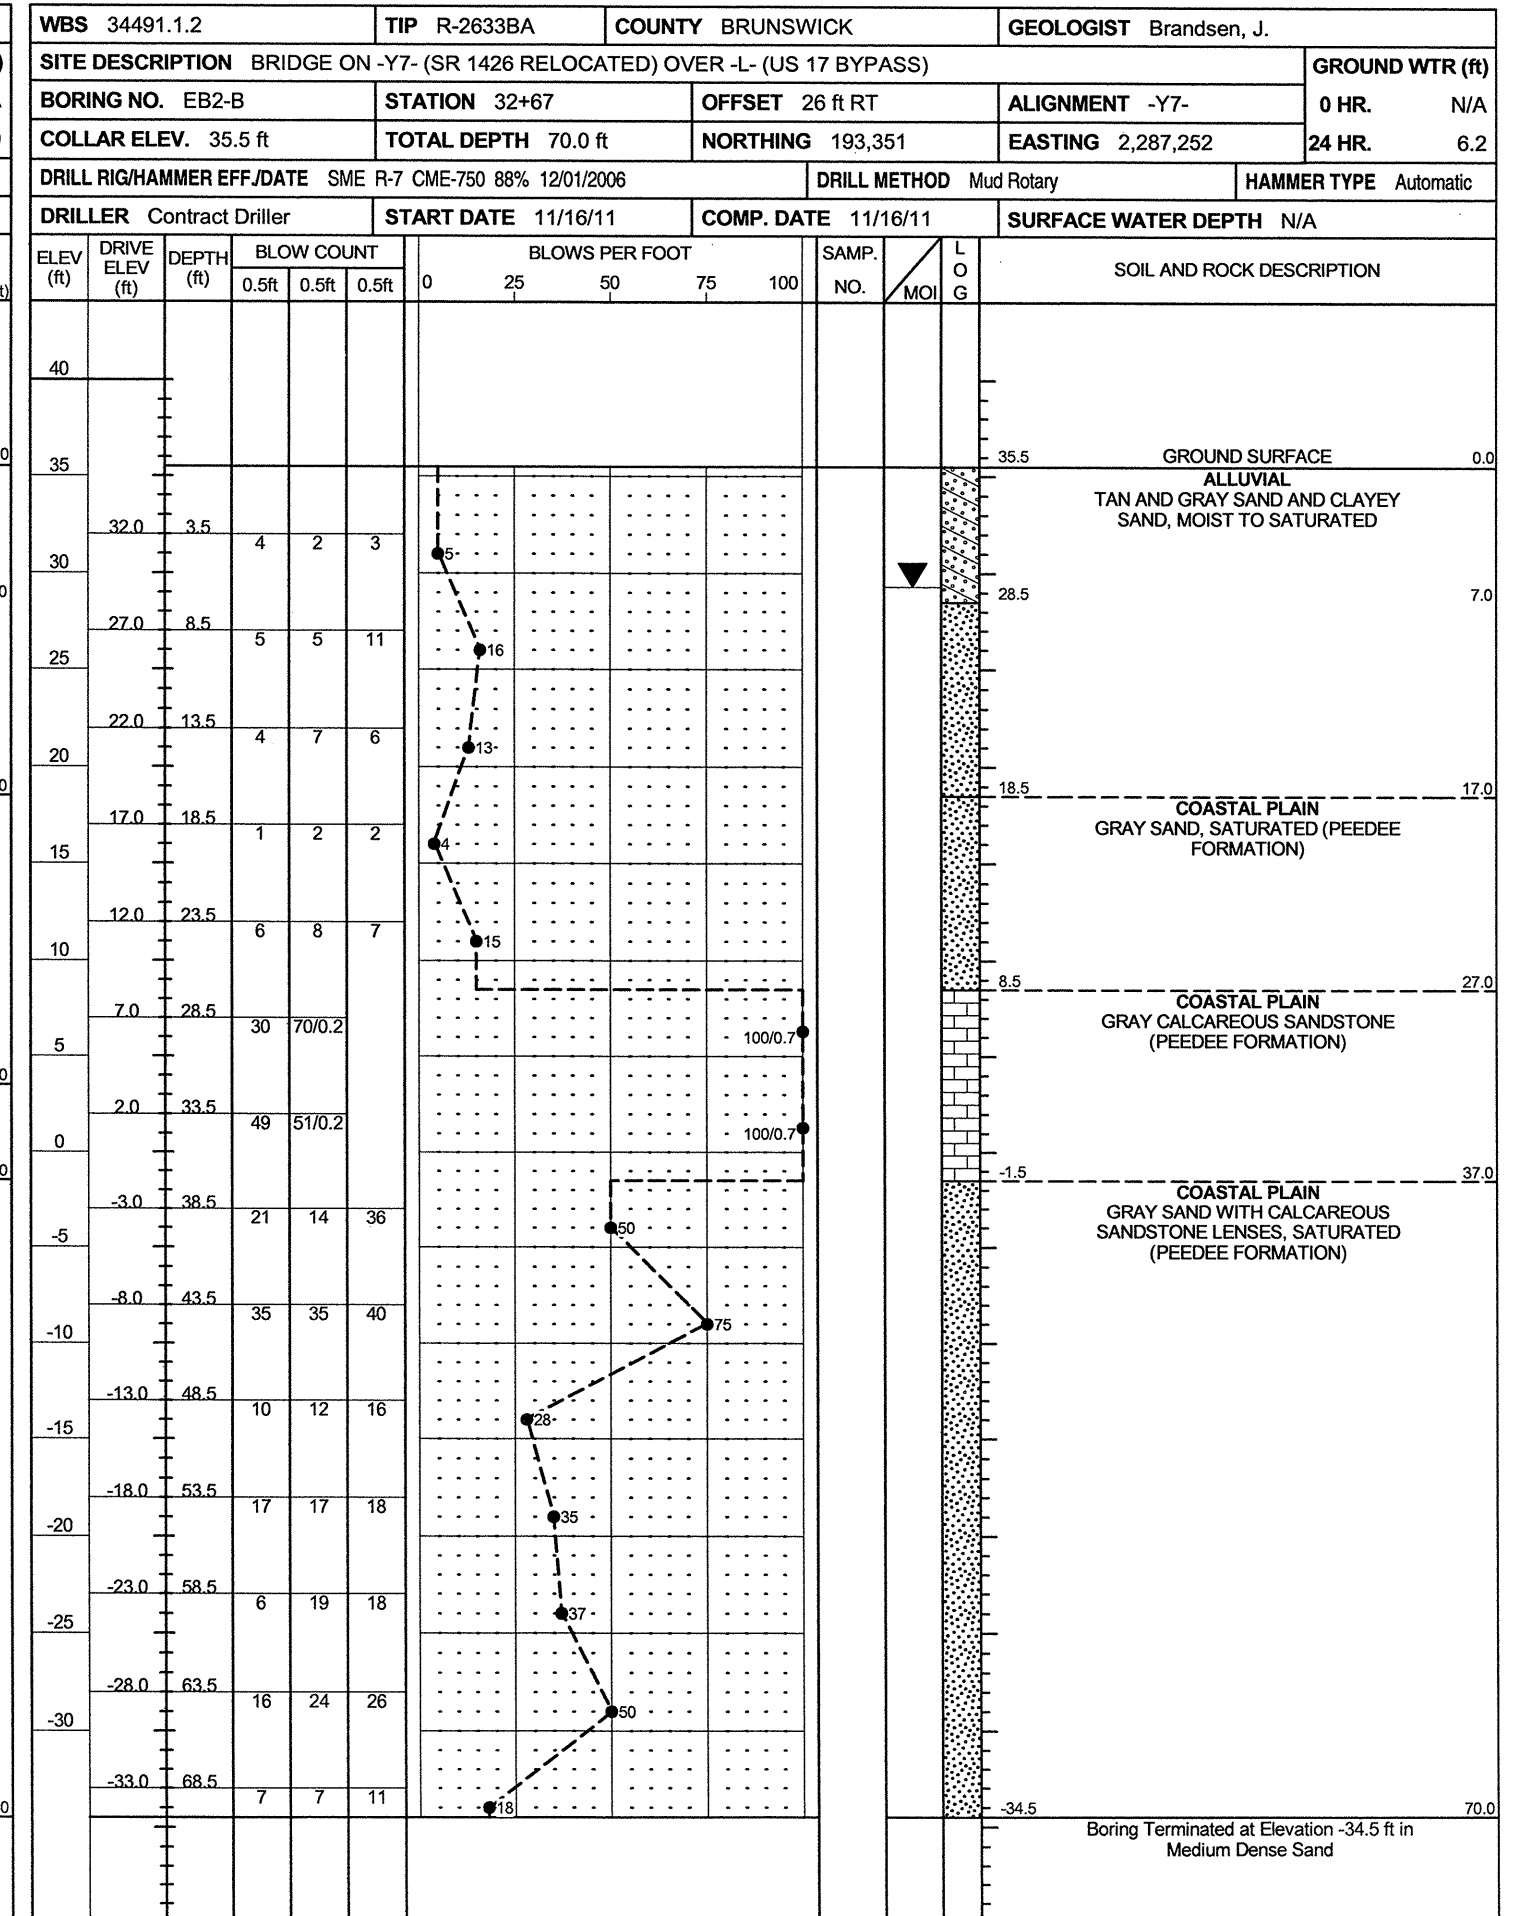 WBS 34491.1.2 TIP R-2633BA COUNTY BRUNSWICK GEOLOGIST Brandsen, J.
SITE DESCRIPTION BRIDGE ON -Y7- (SR 1426 RELOCATED) OVER -L- (US 17 BYPASS) GROUND WTR (ft)
BORING NO. EB2-B STATION 32+67 OFFSET 26 ft RT ALIGNMENT -Y7- 0 HR. N/A
COLLAR ELEV. 35.5 ft TOTAL DEPTH 70.0 ft NORTHING 193,351 EASTING 2,287,252 24 HR. 6.2
DRILL RIG/HAMMER EFF./DATE SME R-7 CME-750 88% 12/01/2006 DRILL METHOD Mud Rotary HAMMER TYPE Automatic
DRILLER Contract Driller START DATE 11/16/11 COMP. DATE 11/16/11 SURFACE WATER DEPTH N/A
ELEV (ft) DRIVE ELEV (ft) DEPTH (ft) BLOW COUNT BLOWS PER FOOT SAMP. NO. MOI LOG SOIL AND ROCK DESCRIPTION
0.5ft 0.5ft 0.5ft 0 25 50 75 100
40
35 35.5 GROUND SURFACE 0.0
ALLUVIAL
TAN AND GRAY SAND AND CLAYEY
SAND, MOIST TO SATURATED
32.0 3.5 4 2 3 5
30
28.5 7.0
27.0 8.5 5 5 11 16
25
22.0 13.5 4 7 6 13
20
18.5 17.0
COASTAL PLAIN
GRAY SAND, SATURATED (PEEDEE
FORMATION)
17.0 18.5 1 2 2 4
15
12.0 23.5 6 8 7 15
10
8.5 27.0
COASTAL PLAIN
GRAY CALCAREOUS SANDSTONE
(PEEDEE FORMATION)
7.0 28.5 30 70/0.2 100/0.7
5
2.0 33.5 49 51/0.2 100/0.7
0
-1.5 37.0
COASTAL PLAIN
GRAY SAND WITH CALCAREOUS
SANDSTONE LENSES, SATURATED
(PEEDEE FORMATION)
-3.0 38.5 21 14 36 50
-5
-8.0 43.5 35 35 40 75
-10
-13.0 48.5 10 12 16 28
-15
-18.0 53.5 17 17 18 35
-20
-23.0 58.5 6 19 18 37
-25
-28.0 63.5 16 24 26 50
-30
-33.0 68.5 7 7 11 18
-34.5 70.0
Boring Terminated at Elevation -34.5 ft in
Medium Dense Sand